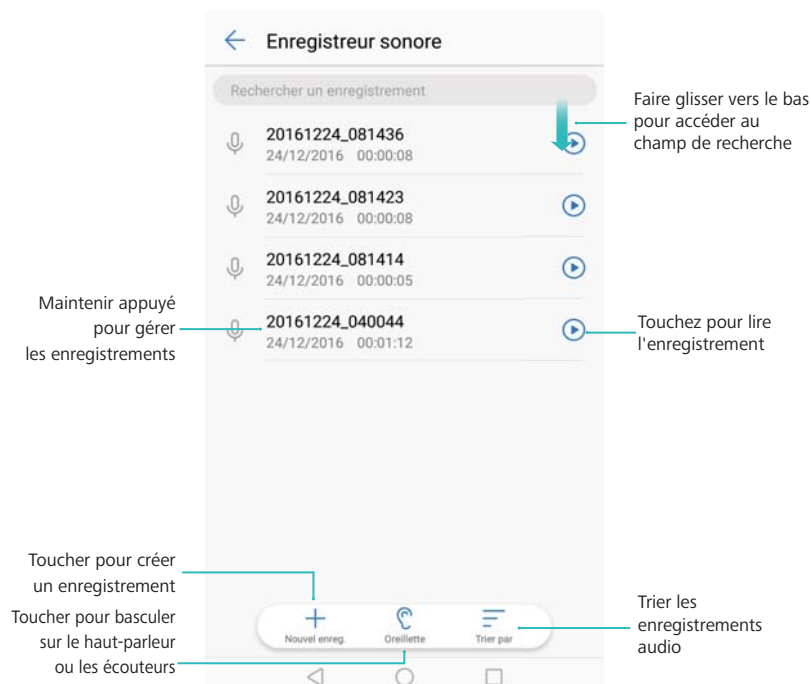 Enregistreur sonore
Rechercher un enregistrement
Faire glisser vers le bas
pour accéder au
champ de recherche
20161224_081436
24/12/2016 00:00:08
20161224_081423
24/12/2016 00:00:08
20161224_081414
24/12/2016 00:00:05
Maintenir appuyé
pour gérer
les enregistrements
20161224_040044
24/12/2016 00:01:12
Touchez pour lire
l'enregistrement
Toucher pour créer
un enregistrement
Toucher pour basculer
sur le haut-parleur
ou les écouteurs
Nouvel enreg.
Oreillette
Trier par
Trier les
enregistrements
audio